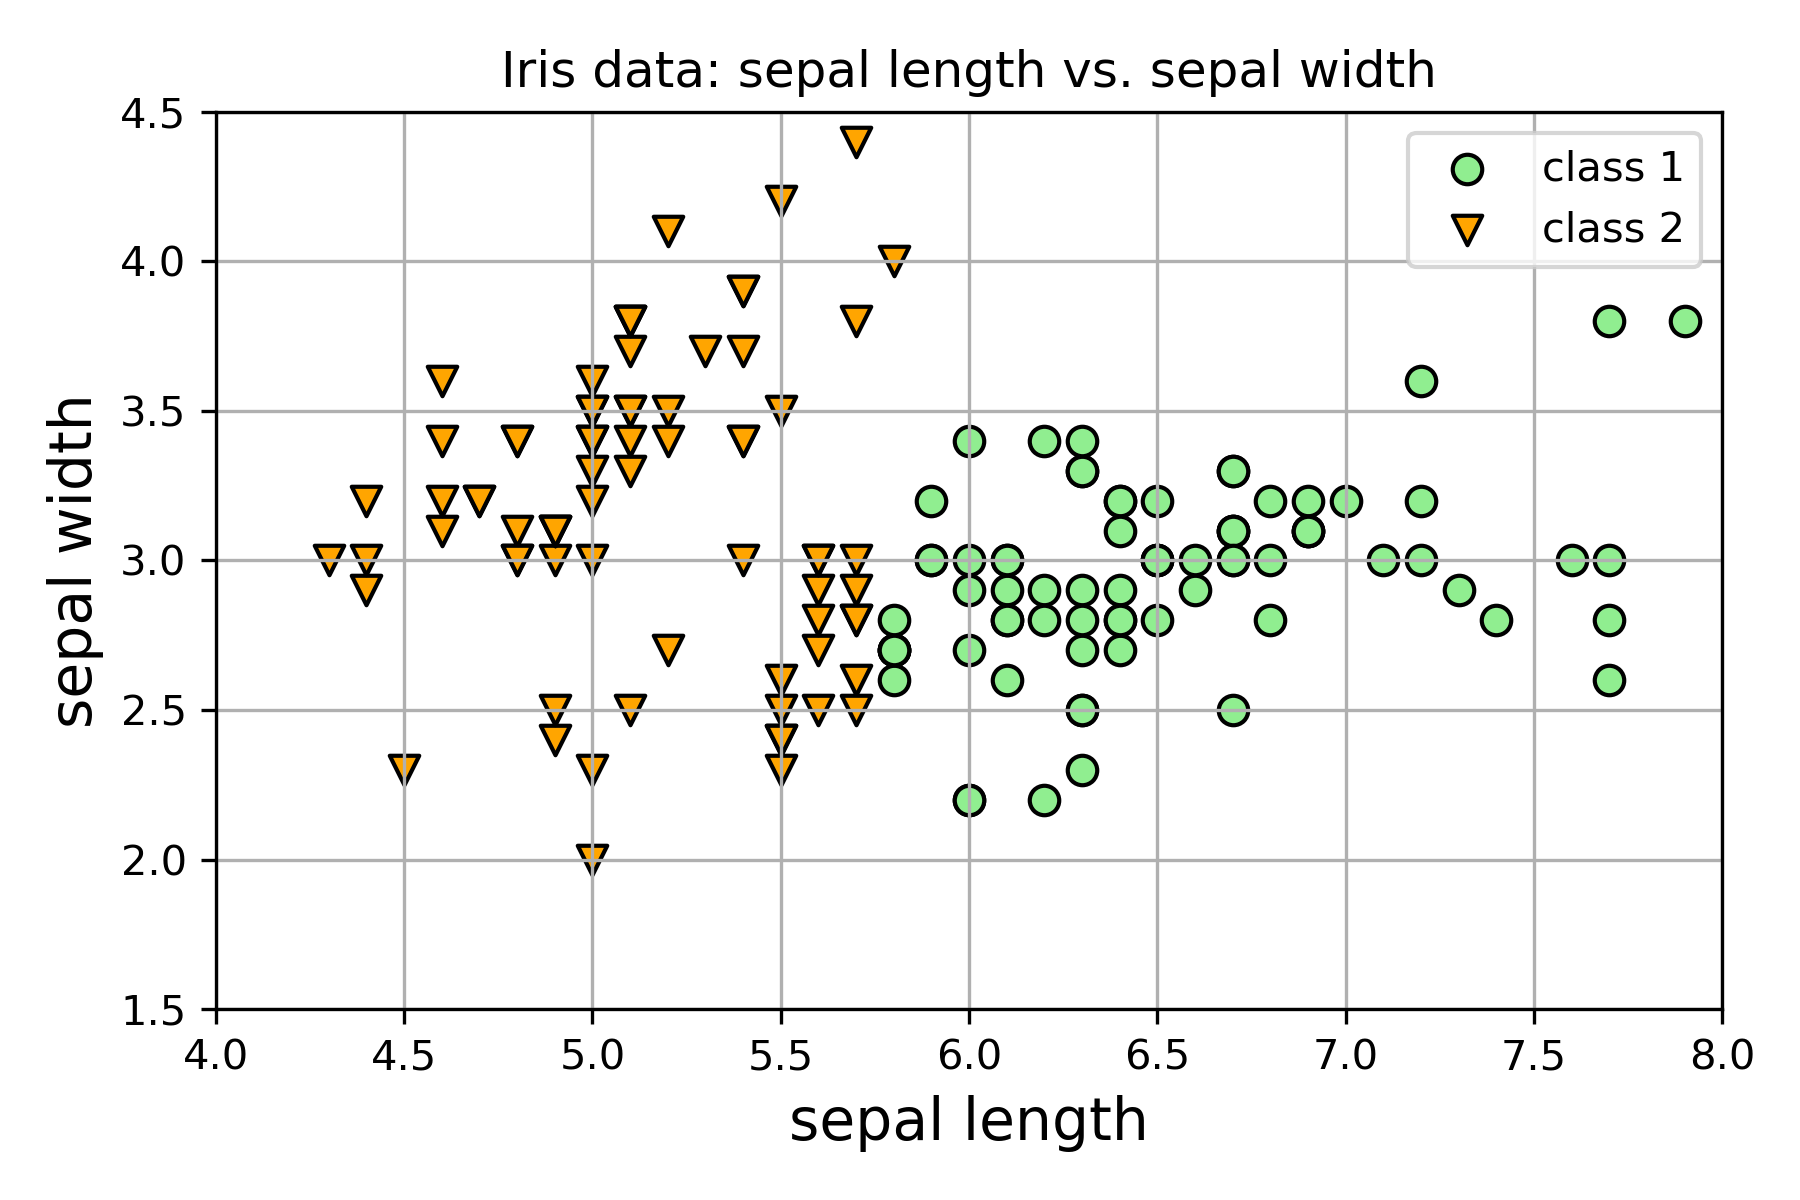 Iris data: sepal length vs. sepal width
4.5
4.0
3.5
3.0
2.5
2.0
1.5
sepal width
class 1
class 2
4.0 4.5 5.0 5.5 6.0 6.5 7.0 7.5 8.0
sepal length